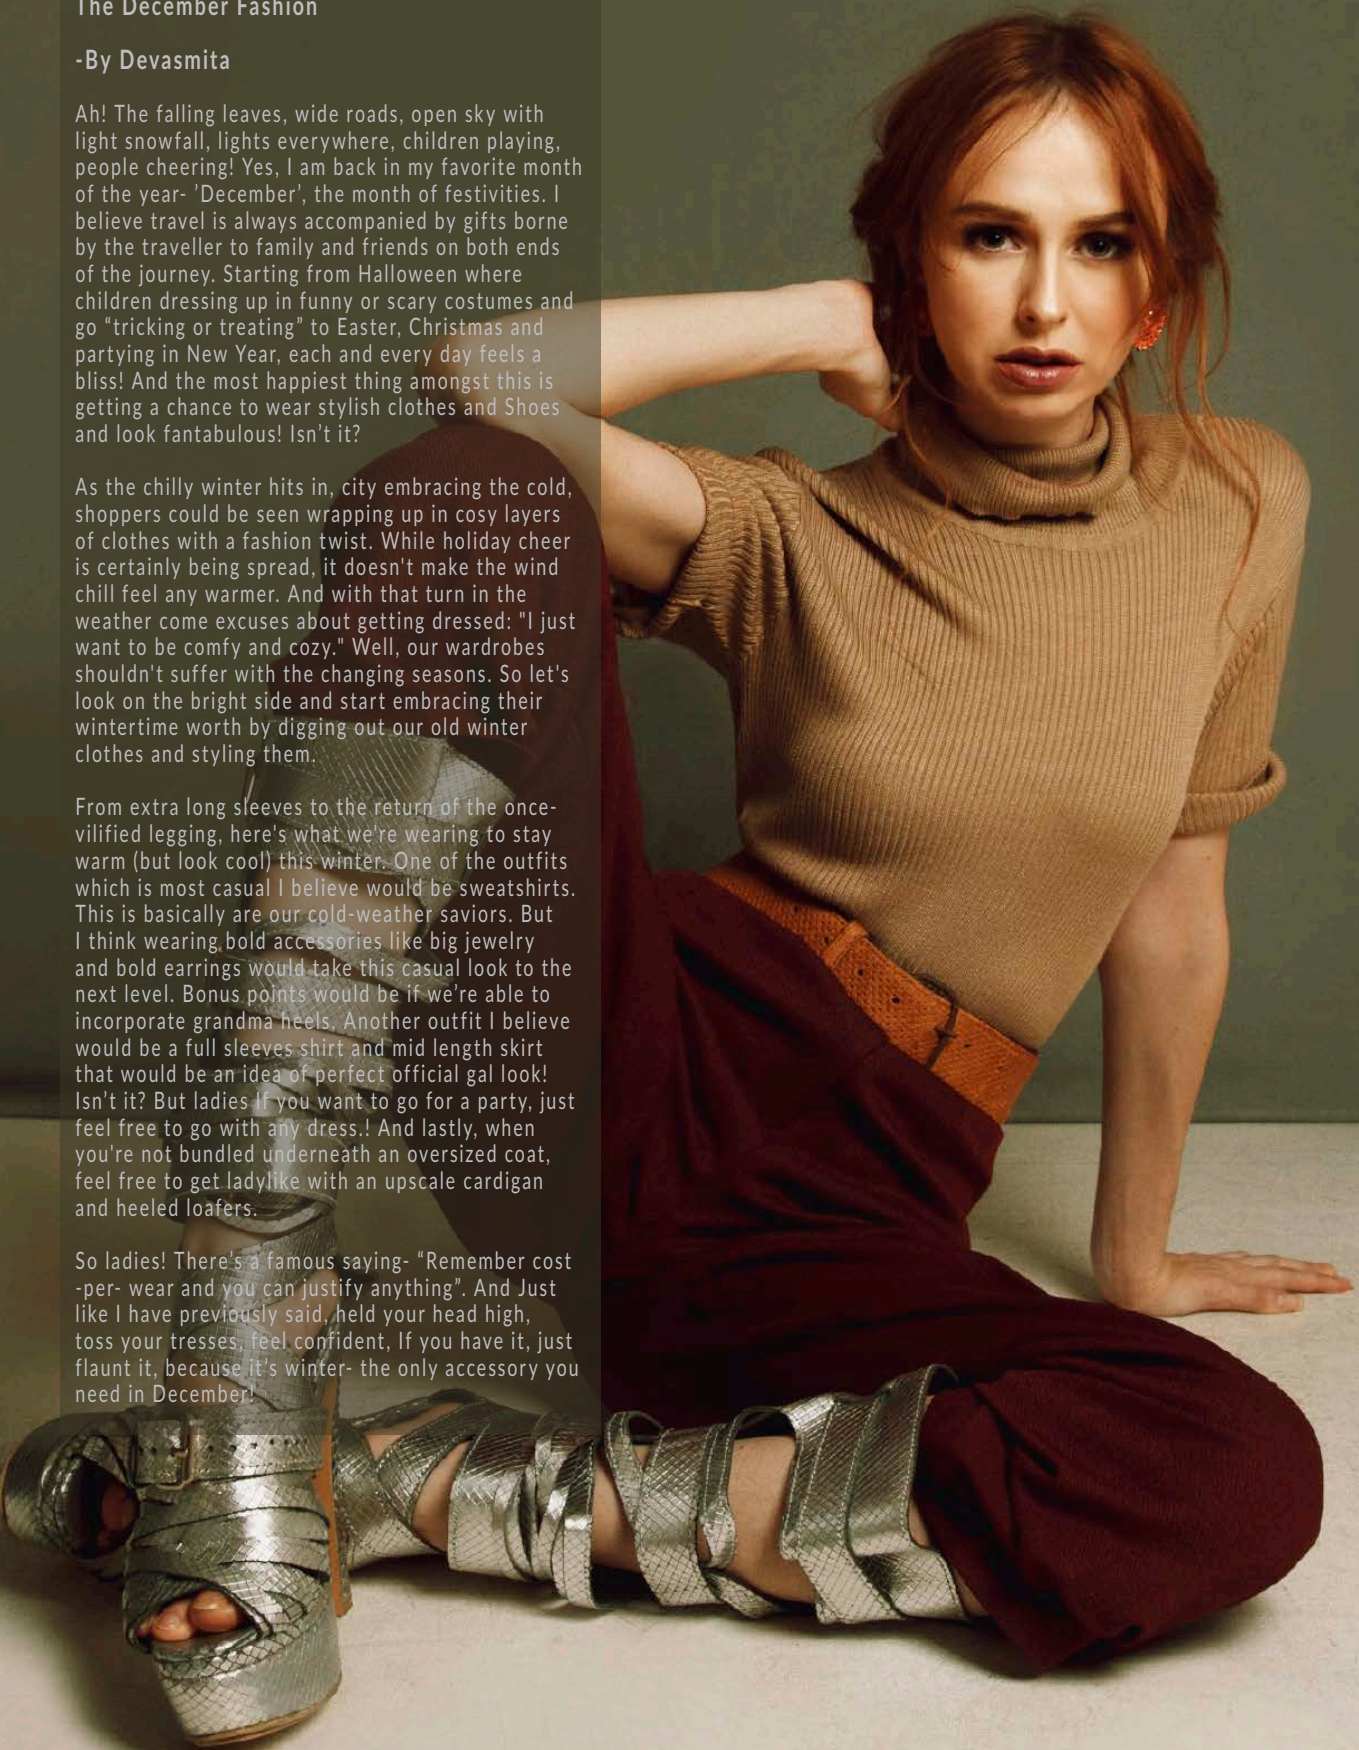 The December Fashion
-By Devasmita
Ah! The falling leaves, wide roads, open sky with
light snowfall, lights everywhere, children playing,
people cheering! Yes, I am back in my favorite month
of the year- 'December', the month of festivities. I
believe travel is always accompanied by gifts borne
by the traveller to family and friends on both ends
of the journey. Starting from Halloween where
children dressing up in funny or scary costumes and
go “tricking or treating” to Easter, Christmas and
partying in New Year, each and every day feels a
bliss! And the most happiest thing amongst this is
getting a chance to wear stylish clothes and Shoes
and look fantabulous! Isn’t it?
As the chilly winter hits in, city embracing the cold,
shoppers could be seen wrapping up in cosy layers
of clothes with a fashion twist. While holiday cheer
is certainly being spread, it doesn't make the wind
chill feel any warmer. And with that turn in the
weather come excuses about getting dressed: "I just
want to be comfy and cozy." Well, our wardrobes
shouldn't suffer with the changing seasons. So let's
look on the bright side and start embracing their
wintertime worth by digging out our old winter
clothes and styling them.
From extra long sleeves to the return of the once-
vilified legging, here's what we're wearing to stay
warm (but look cool) this winter. One of the outfits
which is most casual I believe would be sweatshirts.
This is basically are our cold-weather saviors. But
I think wearing bold accessories like big jewelry
and bold earrings would take this casual look to the
next level. Bonus points would be if we’re able to
incorporate grandma heels. Another outfit I believe
would be a full sleeves shirt and mid length skirt
that would be an idea of perfect official gal look!
Isn’t it? But ladies If you want to go for a party, just
feel free to go with any dress.! And lastly, when
you're not bundled underneath an oversized coat,
feel free to get ladylike with an upscale cardigan
and heeled loafers.
So ladies! There’s a famous saying- “Remember cost
-per- wear and you can justify anything”. And Just
like I have previously said, held your head high,
toss your tresses, feel confident, If you have it, just
flaunt it, because it’s winter- the only accessory you
need in December!